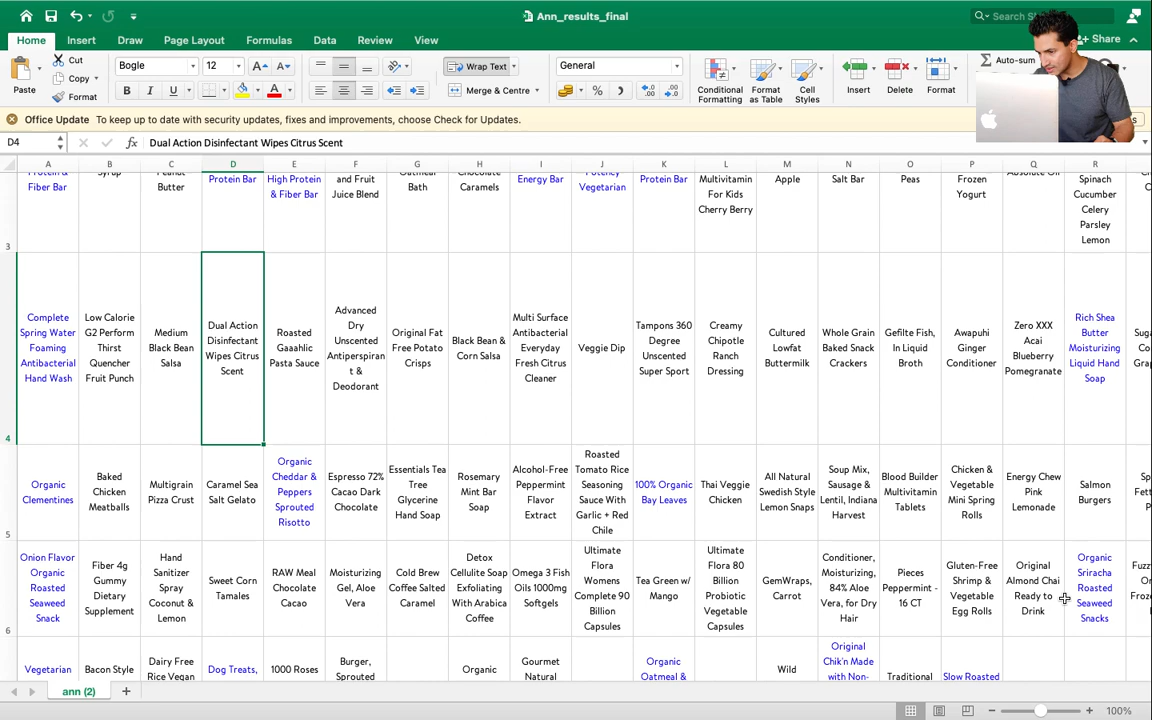 Ann_results_final
Search Sh
Home Insert Draw Page Layout Formulas Data Review View
Share
Paste
Cut
Copy
Format
Bogle 12
A A
B I U
A
Wrap Text
Merge & Centre
General
%
Conditional Formatting
Format as Table
Cell Styles
Insert
Delete
Format
Auto-sum
Office Update To keep up to date with security updates, fixes and improvements, choose Check for Updates.
D4
fx Dual Action Disinfectant Wipes Citrus Scent
A B C D E F G H I J K L M N O P Q R
3
Fiber Bar
Butter
Protein Bar
High Protein
& Fiber Bar
and Fruit
Juice Blend
Bath
Caramels
Energy Bar
Vegetarian
Protein Bar
Multivitamin
For Kids
Cherry Berry
Apple
Salt Bar
Peas
Frozen
Yogurt
Spinach
Cucumber
Celery
Parsley
Lemon
4
Complete
Spring Water
Foaming
Antibacterial
Hand Wash
Low Calorie
G2 Perform
Thirst
Quencher
Fruit Punch
Medium
Black Bean
Salsa
Dual Action
Disinfectant
Wipes Citrus
Scent
Roasted
Gaaahlic
Pasta Sauce
Advanced
Dry
Unscented
Antiperspiran
t &
Deodorant
Original Fat
Free Potato
Crisps
Black Bean &
Corn Salsa
Multi Surface
Antibacterial
Everyday
Fresh Citrus
Cleaner
Veggie Dip
Tampons 360
Degree
Unscented
Super Sport
Creamy
Chipotle
Ranch
Dressing
Cultured
Lowfat
Buttermilk
Whole Grain
Baked Snack
Crackers
Gefilte Fish,
In Liquid
Broth
Awapuhi
Ginger
Conditioner
Zero XXX
Acai
Blueberry
Pomegranate
Rich Shea
Butter
Moisturizing
Liquid Hand
Soap
5
Organic
Clementines
Baked
Chicken
Meatballs
Multigrain
Pizza Crust
Caramel Sea
Salt Gelato
Organic
Cheddar &
Peppers
Sprouted
Risotto
Espresso 72%
Cacao Dark
Chocolate
Essentials Tea
Tree
Glycerine
Hand Soap
Rosemary
Mint Bar
Soap
Alcohol-Free
Peppermint
Flavor
Extract
Roasted
Tomato Rice
Seasoning
Sauce With
Garlic + Red
Chile
100% Organic
Bay Leaves
Thai Veggie
Chicken
All Natural
Swedish Style
Lemon Snaps
Soup Mix,
Sausage &
Lentil, Indiana
Harvest
Blood Builder
Multivitamin
Tablets
Chicken &
Vegetable
Mini Spring
Rolls
Energy Chew
Pink
Lemonade
Salmon
Burgers
6
Onion Flavor
Organic
Roasted
Seaweed
Snack
Fiber 4g
Gummy
Dietary
Supplement
Hand
Sanitizer
Spray
Coconut &
Lemon
Sweet Corn
Tamales
RAW Meal
Chocolate
Cacao
Moisturizing
Gel, Aloe
Vera
Cold Brew
Coffee Salted
Caramel
Detox
Cellulite Soap
Exfoliating
With Arabica
Coffee
Omega 3 Fish
Oils 1000mg
Softgels
Ultimate
Flora
Womens
Complete 90
Billion
Capsules
Tea Green w/
Mango
Ultimate
Flora 80
Billion
Probiotic
Vegetable
Capsules
GemWraps,
Carrot
Conditioner,
Moisturizing,
84% Aloe
Vera, for Dry
Hair
Pieces
Peppermint -
16 CT
Gluten-Free
Shrimp &
Vegetable
Egg Rolls
Original
Almond Chai
Ready to
Drink
Organic
Sriracha
Roasted
Seaweed
Snacks
Vegetarian
Bacon Style
Dairy Free
Rice Vegan
Dog Treats,
1000 Roses
Burger,
Sprouted
Organic
Gourmet
Natural
Organic
Oatmeal &
Wild
Original
Chik'n Made
with Non-
Traditional
Slow Roasted
ann (2)
100%